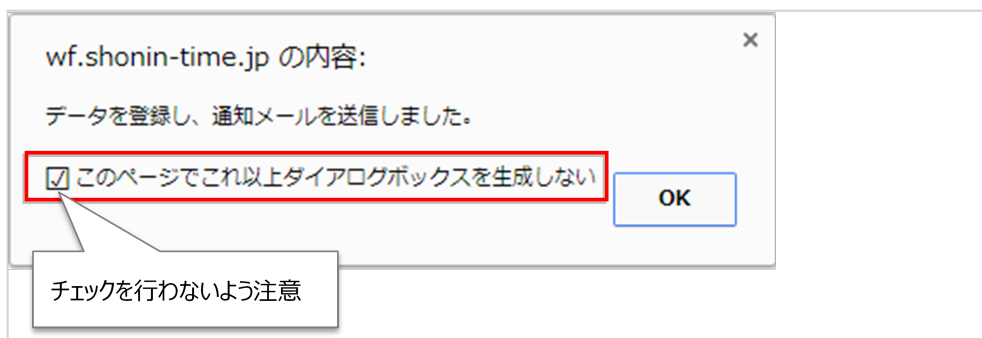 wf.shonin-time.jp の内容:
データを登録し、通知メールを送信しました。
このページでこれ以上ダイアログボックスを生成しない
OK
チェックを行わないよう注意